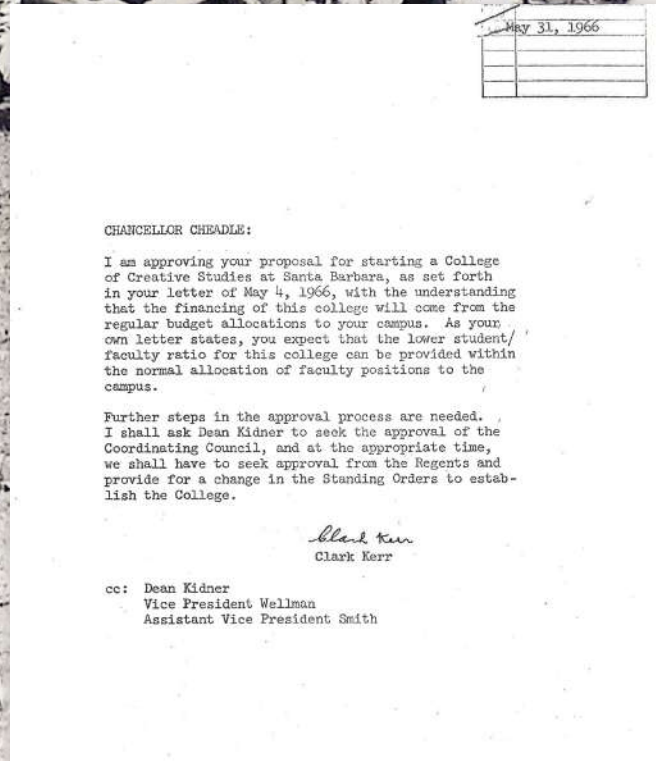 May 31, 1966
CHANCELLOR CHEADLE:
I am approving your proposal for starting a College
of Creative Studies at Santa Barbara, as set forth
in your letter of May 4, 1966, with the understanding
that the financing of this college will come from the
regular budget allocations to your campus. As your
own letter states, you expect that the lower student/
faculty ratio for this college can be provided within
the normal allocation of faculty positions to the
campus.
Further steps in the approval process are needed.
I shall ask Dean Kidner to seek the approval of the
Coordinating Council, and at the appropriate time,
we shall have to seek approval from the Regents and
provide for a change in the Standing Orders to estab-
lish the College.
Clark Kerr
Clark Kerr
cc: Dean Kidner
Vice President Wellman
Assistant Vice President Smith